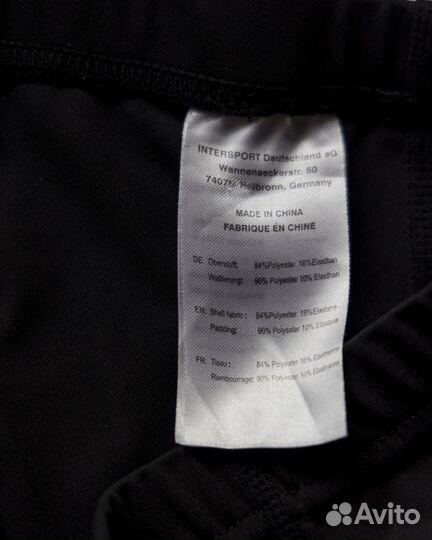 INTERSPORT Deutschland eG
Wannenaeckerstr. 50
74078 Heilbronn, Germany
MADE IN CHINA
FABRIQUE EN CHINE
DE: Oberstoff: 84%Polyester 16%Elasthan
Wattierung: 90% Polyester 10% Elasthan
EN: Shell fabric: 84%Polyester 16%Elastane
Padding: 90% Polyester 10% Elastane
FR: Tissu: 84% Polyester 16% Elasthanne
Rembourrage: 90% Polyester 10% Elasthanne
Avito